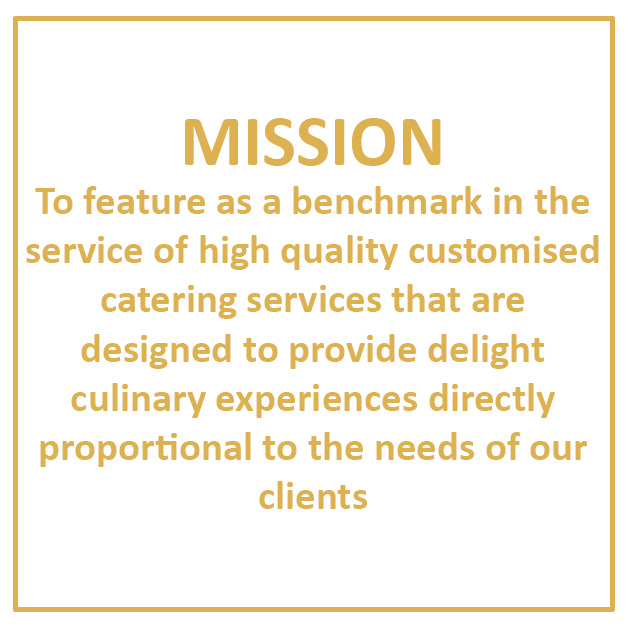 MISSION
To feature as a benchmark in the
service of high quality customised
catering services that are
designed to provide delight
culinary experiences directly
proportional to the needs of our
clients